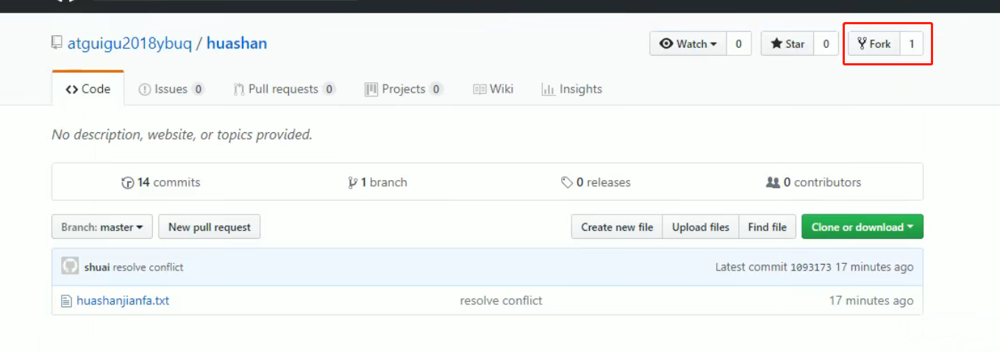 atguigu2018ybuq / huashan
Watch 0 Star 0 Fork 1
Code Issues 0 Pull requests 0 Projects 0 Wiki Insights
No description, website, or topics provided.
14 commits 1 branch 0 releases 0 contributors
Branch: master New pull request Create new file Upload files Find file Clone or download
shuai resolve conflict Latest commit 1093173 17 minutes ago
huashanjianfa.txt resolve conflict 17 minutes ago